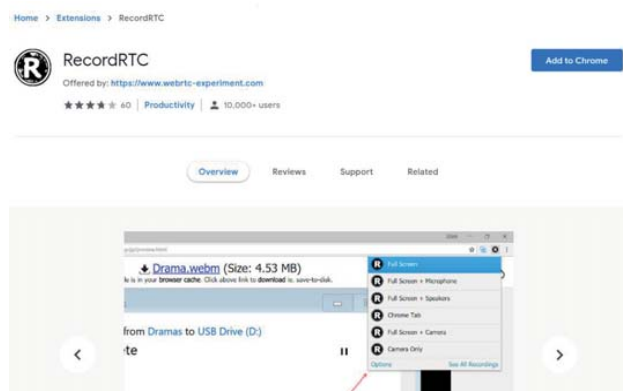 Home > Extensions > RecordRTC
R
RecordRTC
Add to Chrome
Offered by: https://www.webrtc-experiment.com
60 | Productivity | 10,000+ users
Overview Reviews Support Related
Drama.webm (Size: 4.53 MB)
file is in your browser cache. Click above link to download ie. save-to-disk.
from Dramas to USB Drive (D:)
te
R Full Screen
R Full Screen + Microphone
R Full Screen + Speakers
R Chrome Tab
R Full Screen + Camera
R Camera Only
Options See All Recordings